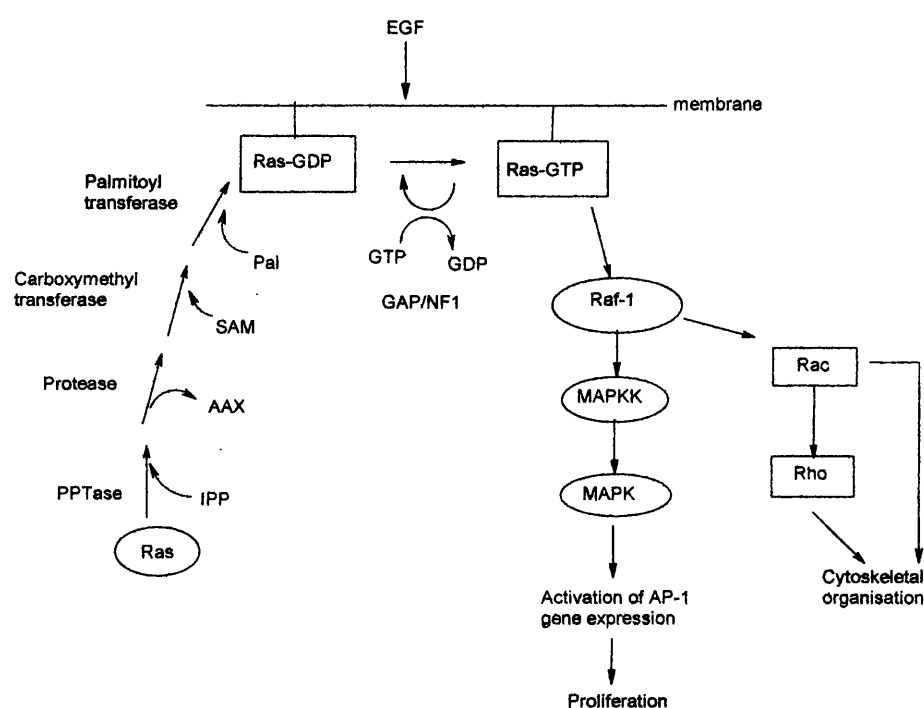 EGF
membrane
Ras-GDP
Ras-GTP
Palmitoyl
transferase
Pal
GTP
GDP
GAP/NF1
Carboxymethyl
transferase
SAM
Raf-1
Rac
Protease
AAX
MAPKK
Rho
PPTase
IPP
MAPK
Ras
Cytoskeletal
organisation
Activation of AP-1
gene expression
Proliferation